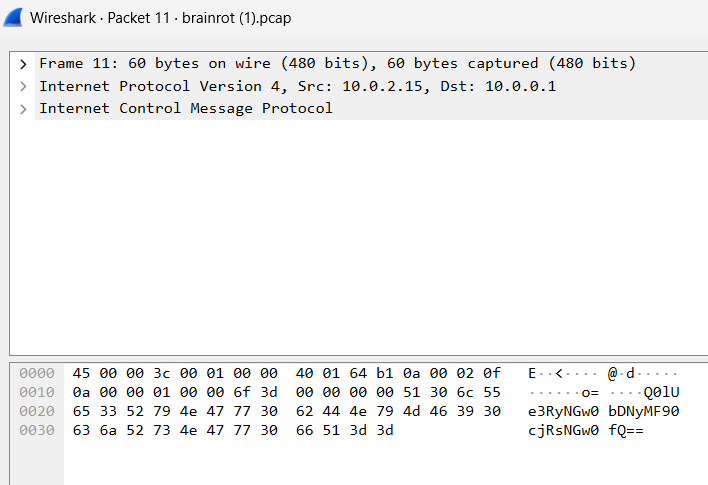 Wireshark · Packet 11 · brainrot (1).pcap
Frame 11: 60 bytes on wire (480 bits), 60 bytes captured (480 bits)
Internet Protocol Version 4, Src: 10.0.2.15, Dst: 10.0.0.1
Internet Control Message Protocol
0000 45 00 00 3c 00 01 00 00 40 01 64 b1 0a 00 02 0f E··<···· @·d·····
0010 0a 00 00 01 00 00 6f 3d 00 00 00 00 51 30 6c 55 ······o= ····Q0lU
0020 65 33 52 79 4e 47 77 30 62 44 4e 79 4d 46 39 30 e3RyNGw0 bDNyMF90
0030 63 6a 52 73 4e 47 77 30 66 51 3d 3d cjRsNGw0 fQ==